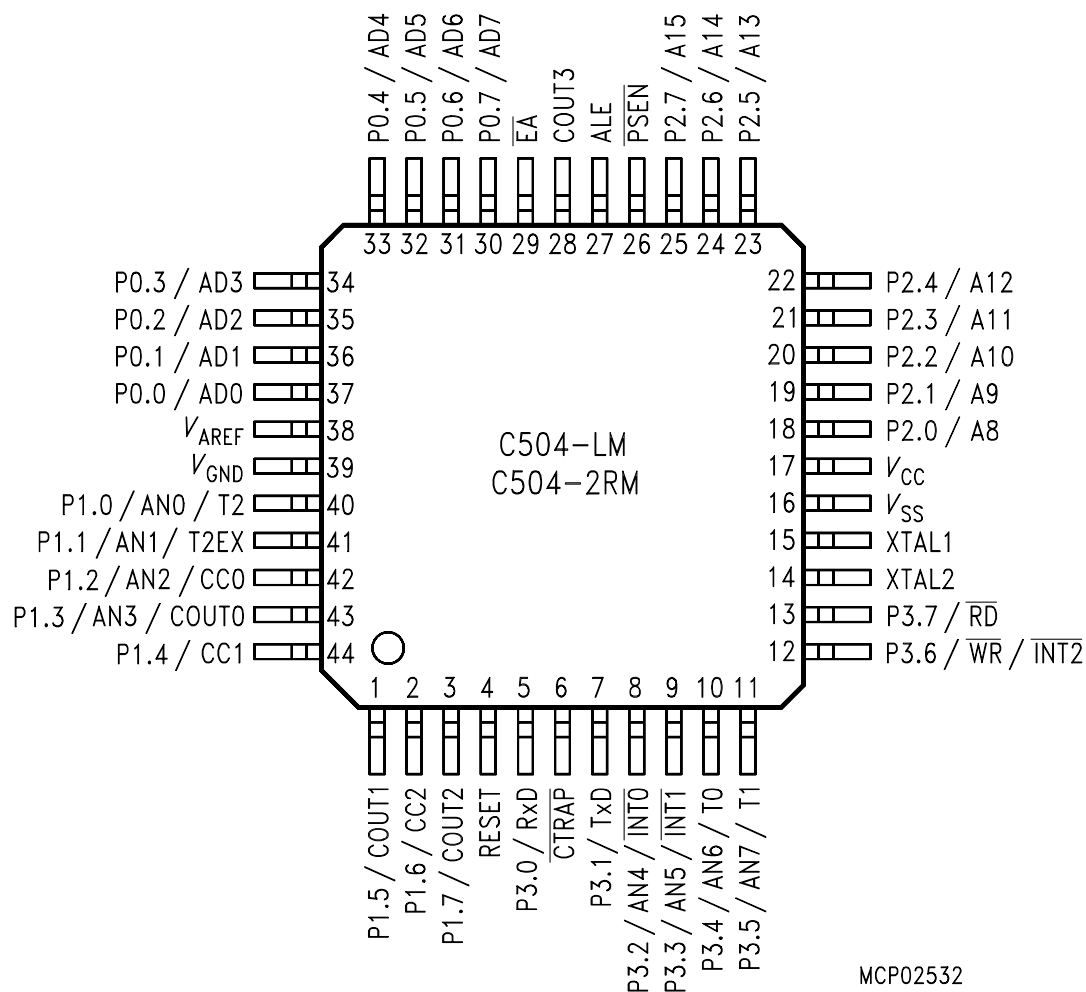 P0.4 / AD4
P0.5 / AD5
P0.6 / AD6
P0.7 / AD7
E̅A̅
COUT3
ALE
P̅S̅E̅N̅
P2.7 / A15
P2.6 / A14
P2.5 / A13
33 32 31 30 29 28 27 26 25 24 23
P0.3 / AD3 34
P0.2 / AD2 35
P0.1 / AD1 36
P0.0 / AD0 37
VAREF 38
VGND 39
P1.0 / AN0 / T2 40
P1.1 / AN1 / T2EX 41
P1.2 / AN2 / CC0 42
P1.3 / AN3 / COUT0 43
P1.4 / CC1 44
C504-LM
C504-2RM
22 P2.4 / A12
21 P2.3 / A11
20 P2.2 / A10
19 P2.1 / A9
18 P2.0 / A8
17 VCC
16 VSS
15 XTAL1
14 XTAL2
13 P3.7 / R̅D̅
12 P3.6 / W̅R̅ / I̅N̅T̅2̅
1 2 3 4 5 6 7 8 9 10 11
P1.5 / COUT1
P1.6 / CC2
P1.7 / COUT2
RESET
P3.0 / RxD
C̅T̅R̅A̅P̅
P3.1 / TxD
P3.2 / AN4 / I̅N̅T̅0̅
P3.3 / AN5 / I̅N̅T̅1̅
P3.4 / AN6 / T0
P3.5 / AN7 / T1
MCP02532